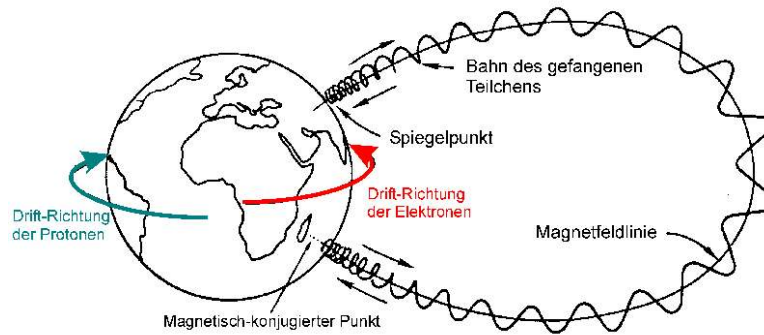 Bahn des gefangenen
Teilchens
Spiegelpunkt
Drift-Richtung
der Elektronen
Drift-Richtung
der Protonen
Magnetfeldlinie
Magnetisch-konjugierter Punkt